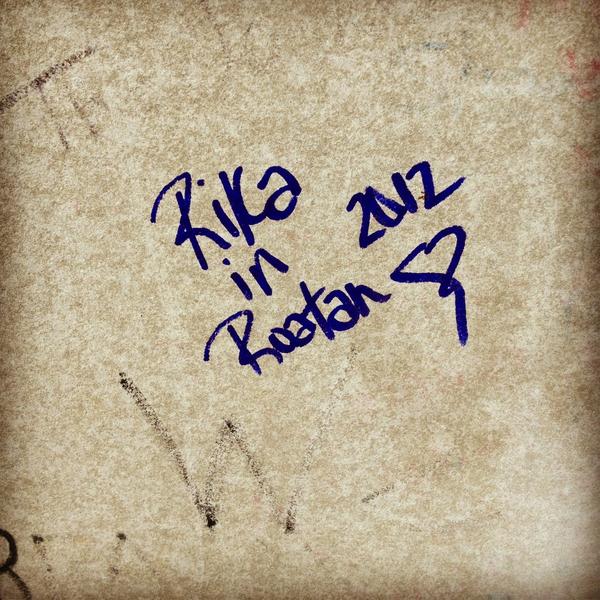 Rika 2012
in
Roatan
W